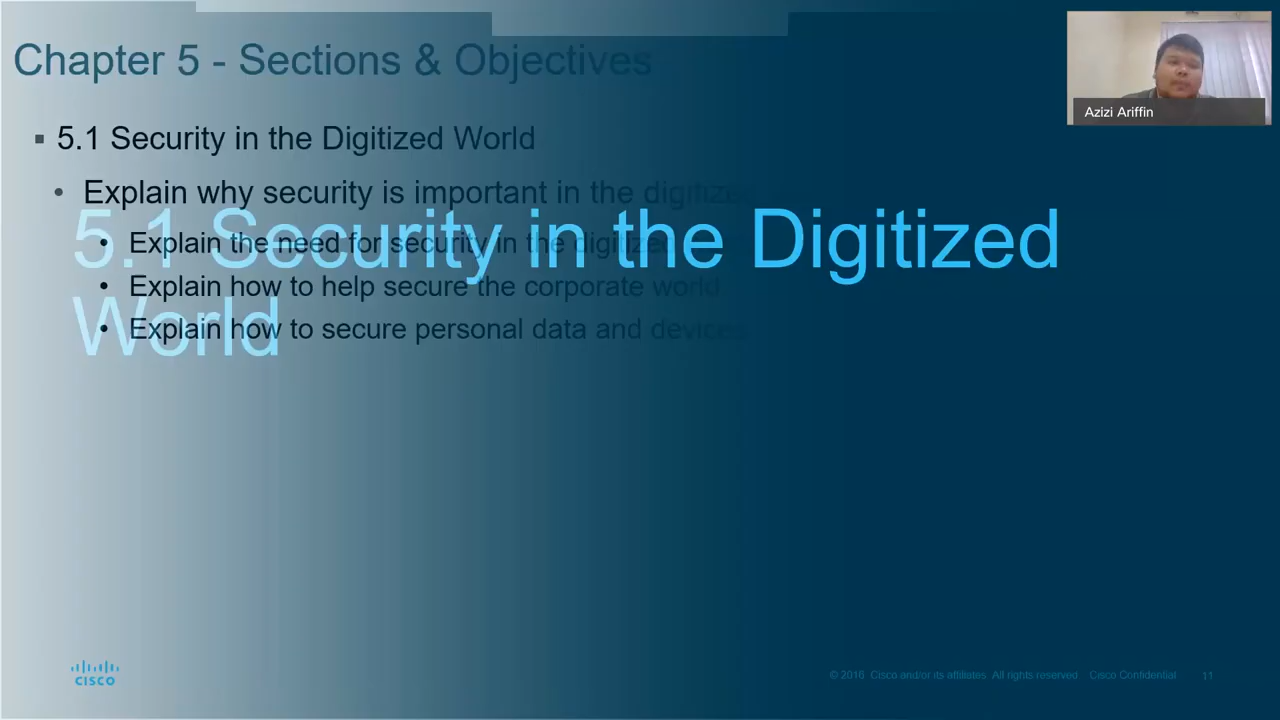 Chapter 5 - Sections & Objectives
Azizi Ariffin
5.1 Security in the Digitized World
Explain why security is important in the digitized
5.1 Security in the Digitized
World
Explain the need for security in the digitized
Explain how to help secure the corporate world.
Explain how to secure personal data and devices.
CISCO
© 2016 Cisco and/or its affiliates. All rights reserved. Cisco Confidential 11